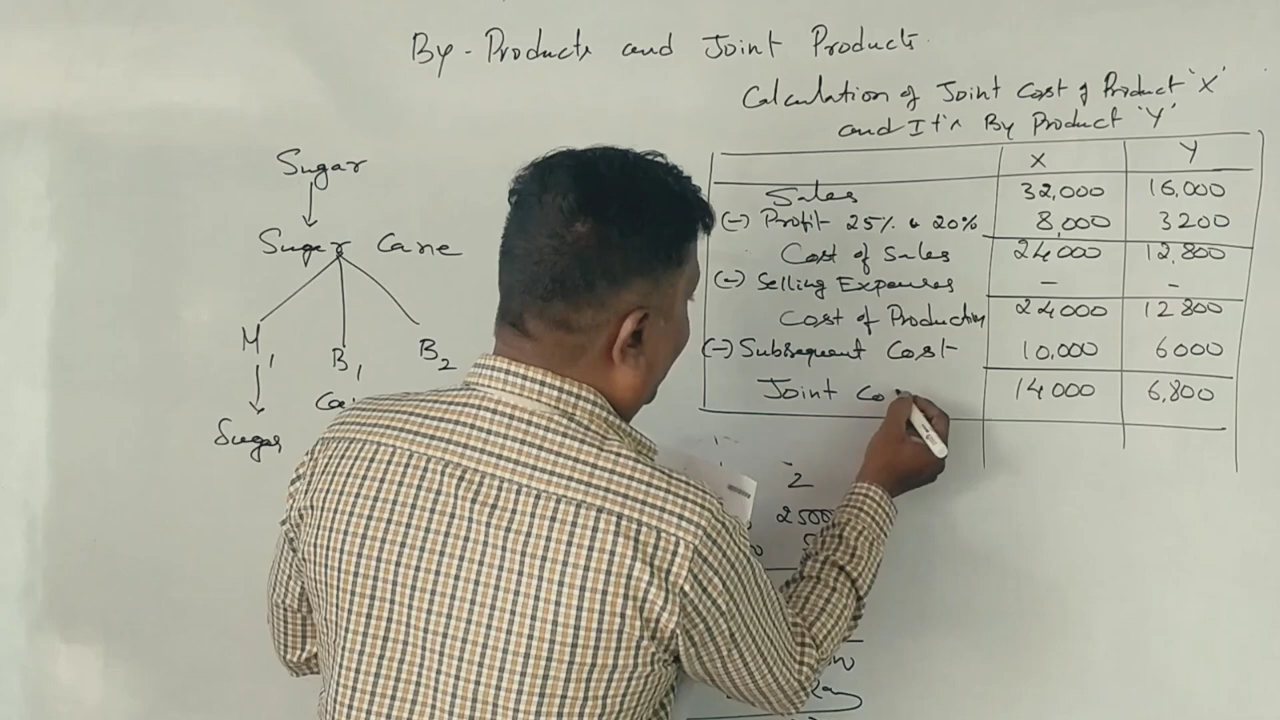 By-Products and Joint Products
Calculation of Joint Cost of Product 'X'
and It's By Product 'Y'
X Y
Sales 32,000 16,000
(-) Profit 25% & 20% 8,000 3200
Cost of Sales 24000 12,800
(-) Selling Expenses - -
Cost of Production 24000 12800
(-) Subsequent Cost 10,000 6000
Joint Co 14000 6,800
Sugar
Sugar Cane
M1 B1 B2
Sugar
2
2500